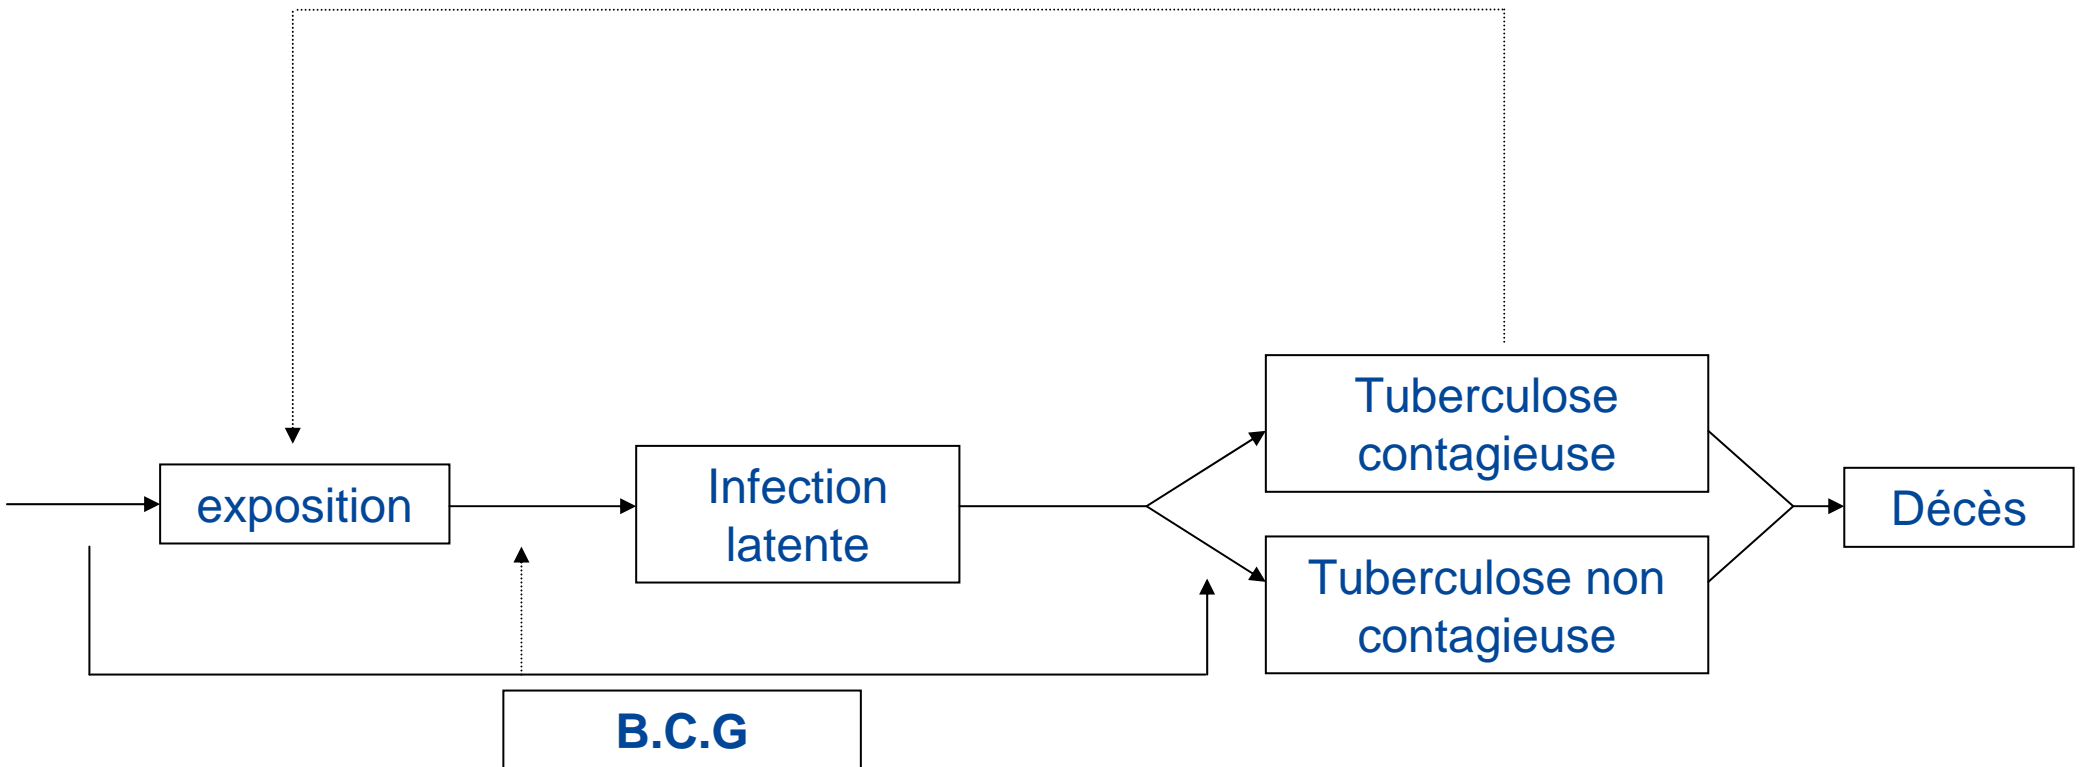 Tuberculose
contagieuse
exposition
Infection
latente
Décès
Tuberculose non
contagieuse
B.C.G